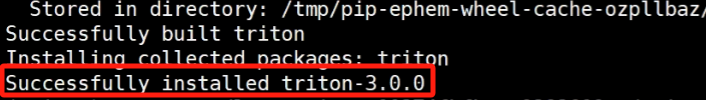 Stored in directory: /tmp/pip-ephem-wheel-cache-ozpllbaz/
Successfully built triton
Installing collected packages: triton
Successfully installed triton-3.0.0